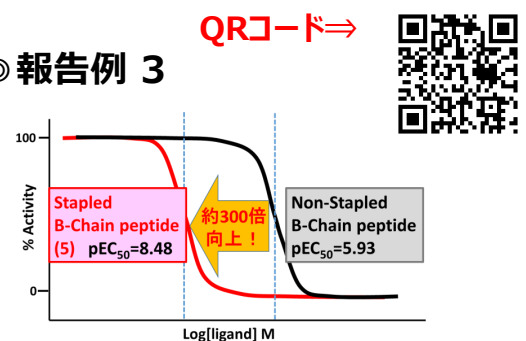 QRコード⇒
◎報告例 3
100
% Activity
0
Stapled
B-Chain peptide
(5) pEC50=8.48
約300倍
向上！
Non-Stapled
B-Chain peptide
pEC50=5.93
Log[ligand] M